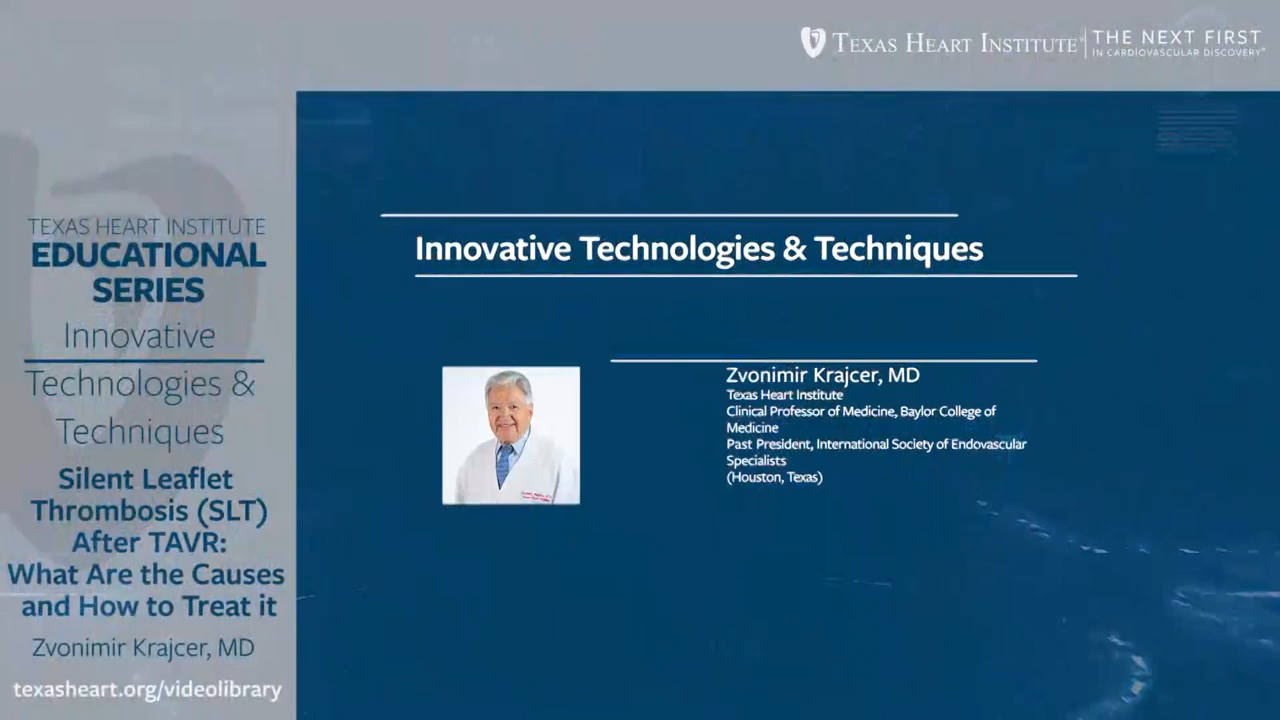 TEXAS HEART INSTITUTE
THE NEXT FIRST
IN CARDIOVASCULAR DISCOVERY
TEXAS HEART INSTITUTE
EDUCATIONAL
SERIES
Innovative
Technologies &
Techniques
Silent Leaflet
Thrombosis (SLT)
After TAVR:
What Are the Causes
and How to Treat it
Zvonimir Krajcer, MD
texasheart.org/videolibrary
Innovative Technologies & Techniques
Zvonimir Krajcer, MD
Texas Heart Institute
Clinical Professor of Medicine, Baylor College of
Medicine
Past President, International Society of Endovascular
Specialists
(Houston, Texas)